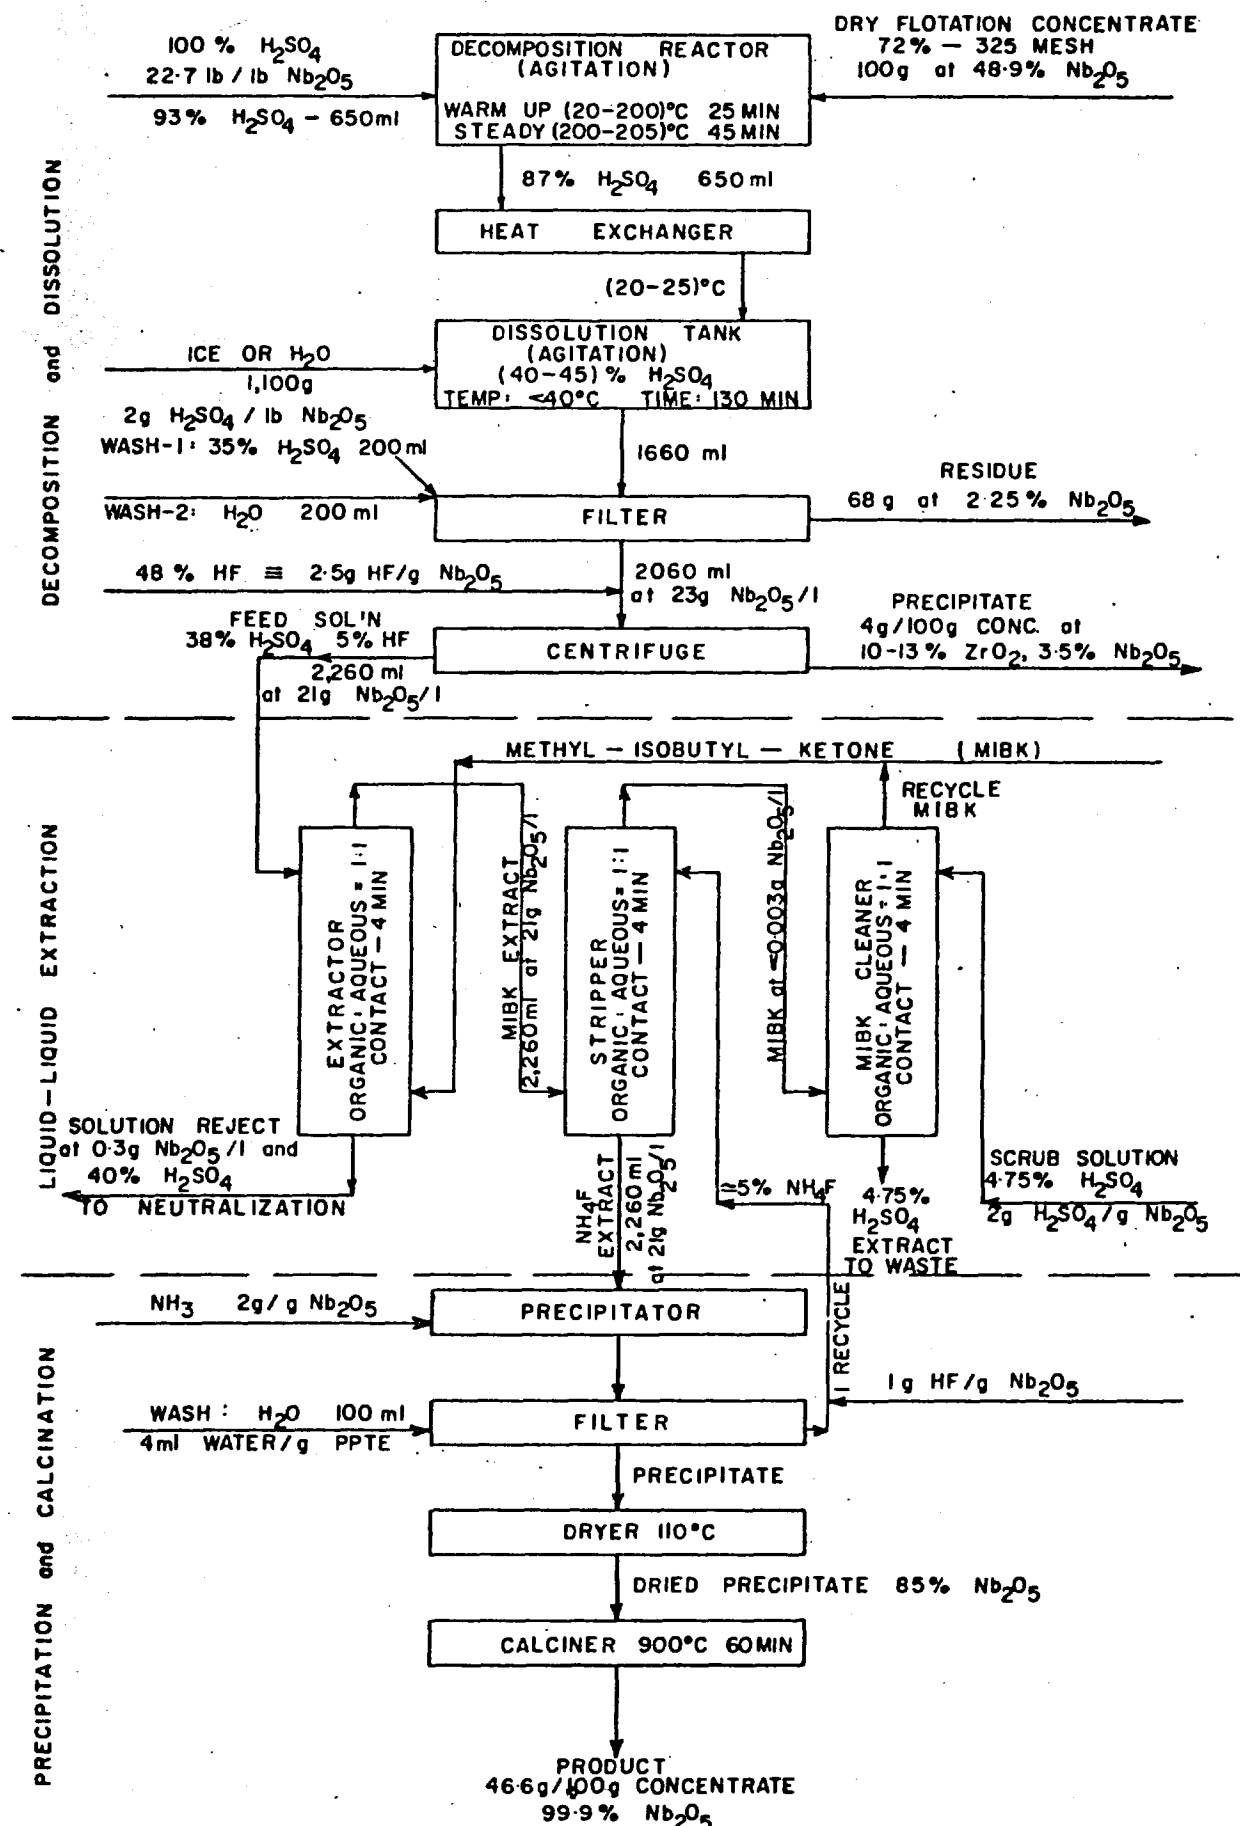 100 % H₂SO₄
22·7 lb / lb Nb₂O₅
93% H₂SO₄ – 650ml
DECOMPOSITION REACTOR
(AGITATION)
WARM UP (20–200)°C 25 MIN
STEADY (200–205)°C 45 MIN
DRY FLOTATION CONCENTRATE
72% – 325 MESH
100g at 48·9% Nb₂O₅
87% H₂SO₄ 650 ml
HEAT EXCHANGER
(20–25)°C
DECOMPOSITION and DISSOLUTION
ICE OR H₂O
1,100g
DISSOLUTION TANK
(AGITATION)
(40–45) % H₂SO₄
TEMP: <40°C TIME: 130 MIN
2g H₂SO₄ / lb Nb₂O₅
WASH–1: 35% H₂SO₄ 200 ml
1660 ml
WASH–2: H₂O 200 ml
FILTER
RESIDUE
68 g at 2·25% Nb₂O₅
48 % HF ≡ 2·5g HF/g Nb₂O₅
2060 ml
at 23g Nb₂O₅/l
FEED SOL'N
38% H₂SO₄ 5% HF
2,260 ml
at 21g Nb₂O₅/l
CENTRIFUGE
PRECIPITATE
4g/100g CONC. at
10–13 % ZrO₂, 3·5% Nb₂O₅
METHYL – ISOBUTYL – KETONE (MIBK)
RECYCLE
MIBK
LIQUID–LIQUID EXTRACTION
EXTRACTOR
ORGANIC : AQUEOUS = 1:1
CONTACT – 4 MIN
MIBK EXTRACT
2,260ml at 21g Nb₂O₅/l
STRIPPER
ORGANIC : AQUEOUS = 1:1
CONTACT – 4 MIN
MIBK at <0·003g Nb₂O₅/l
MIBK CLEANER
ORGANIC : AQUEOUS = 1:1
CONTACT – 4 MIN
SOLUTION REJECT
at 0·3g Nb₂O₅/l and
40% H₂SO₄
TO NEUTRALIZATION
NH₄F
EXTRACT
2,260 ml
at 21g Nb₂O₅/l
≃5% NH₄F
4·75%
H₂SO₄
EXTRACT
TO WASTE
SCRUB SOLUTION
4·75% H₂SO₄
2g H₂SO₄/g Nb₂O₅
PRECIPITATION and CALCINATION
NH₃ 2g/g Nb₂O₅
PRECIPITATOR
RECYCLE
1g HF/g Nb₂O₅
WASH : H₂O 100 ml
4ml WATER/g PPTE
FILTER
PRECIPITATE
DRYER 110°C
DRIED PRECIPITATE 85% Nb₂O₅
CALCINER 900°C 60 MIN
PRODUCT
46·6g/100g CONCENTRATE
99·9% Nb₂O₅